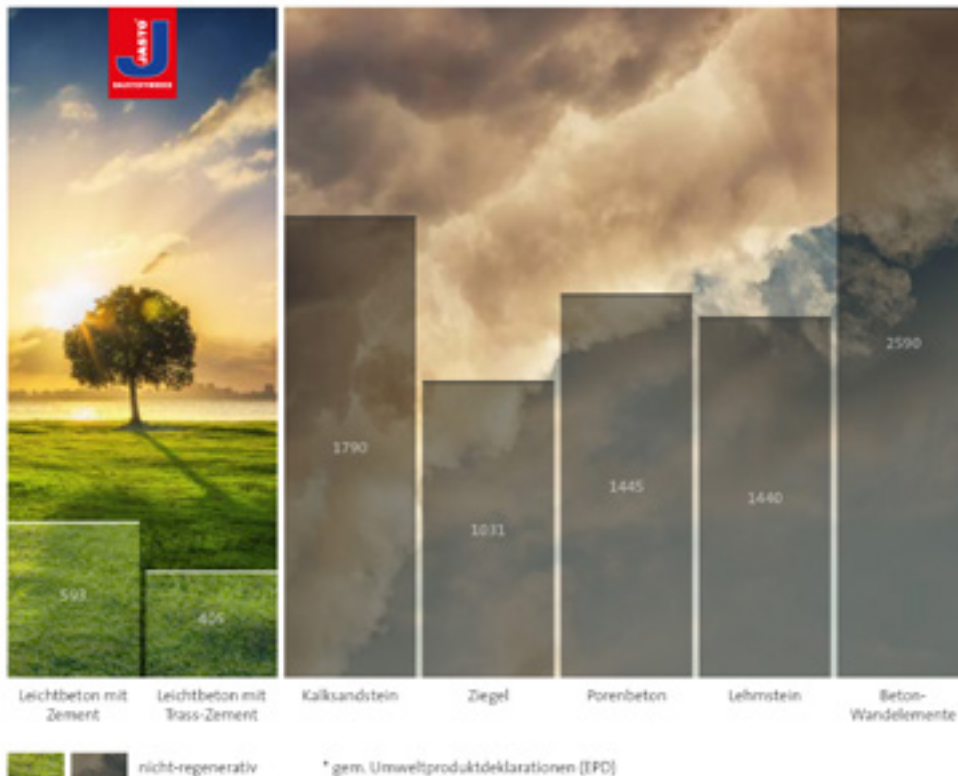 JASTO
2590
1790
1445
1440
1031
593
Leichtbeton mit
Zement
Leichtbeton mit
Trass-Zement
Kalksandstein
Ziegel
Porenbeton
Lehmstein
Beton-
Wandelemente
nicht-regenerativ
* gem. Umweltproduktdeklarationen (EPD)